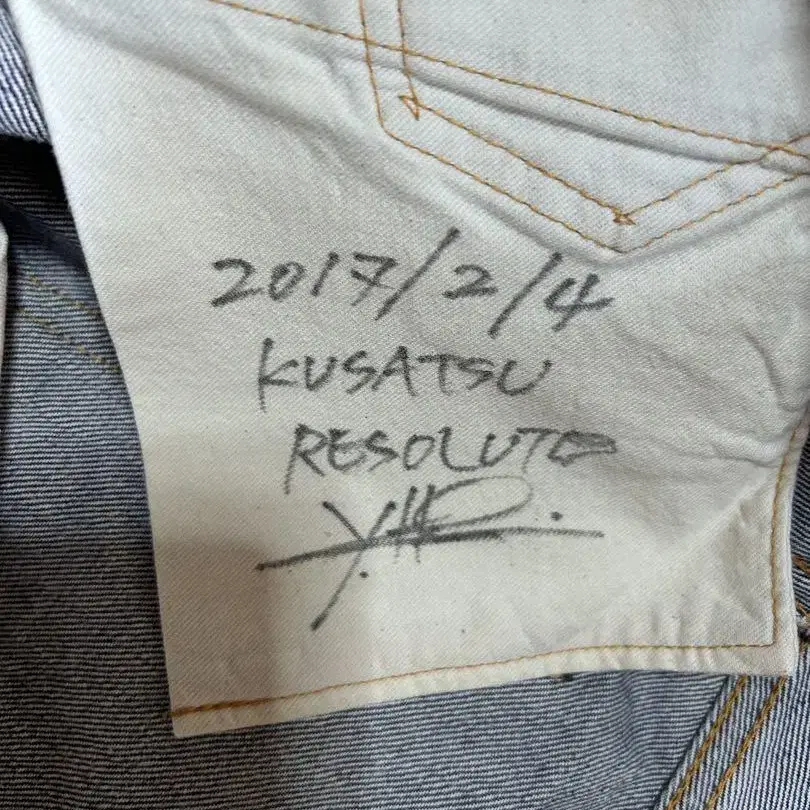 2017/2/4
KUSATSU
RESOLUTE